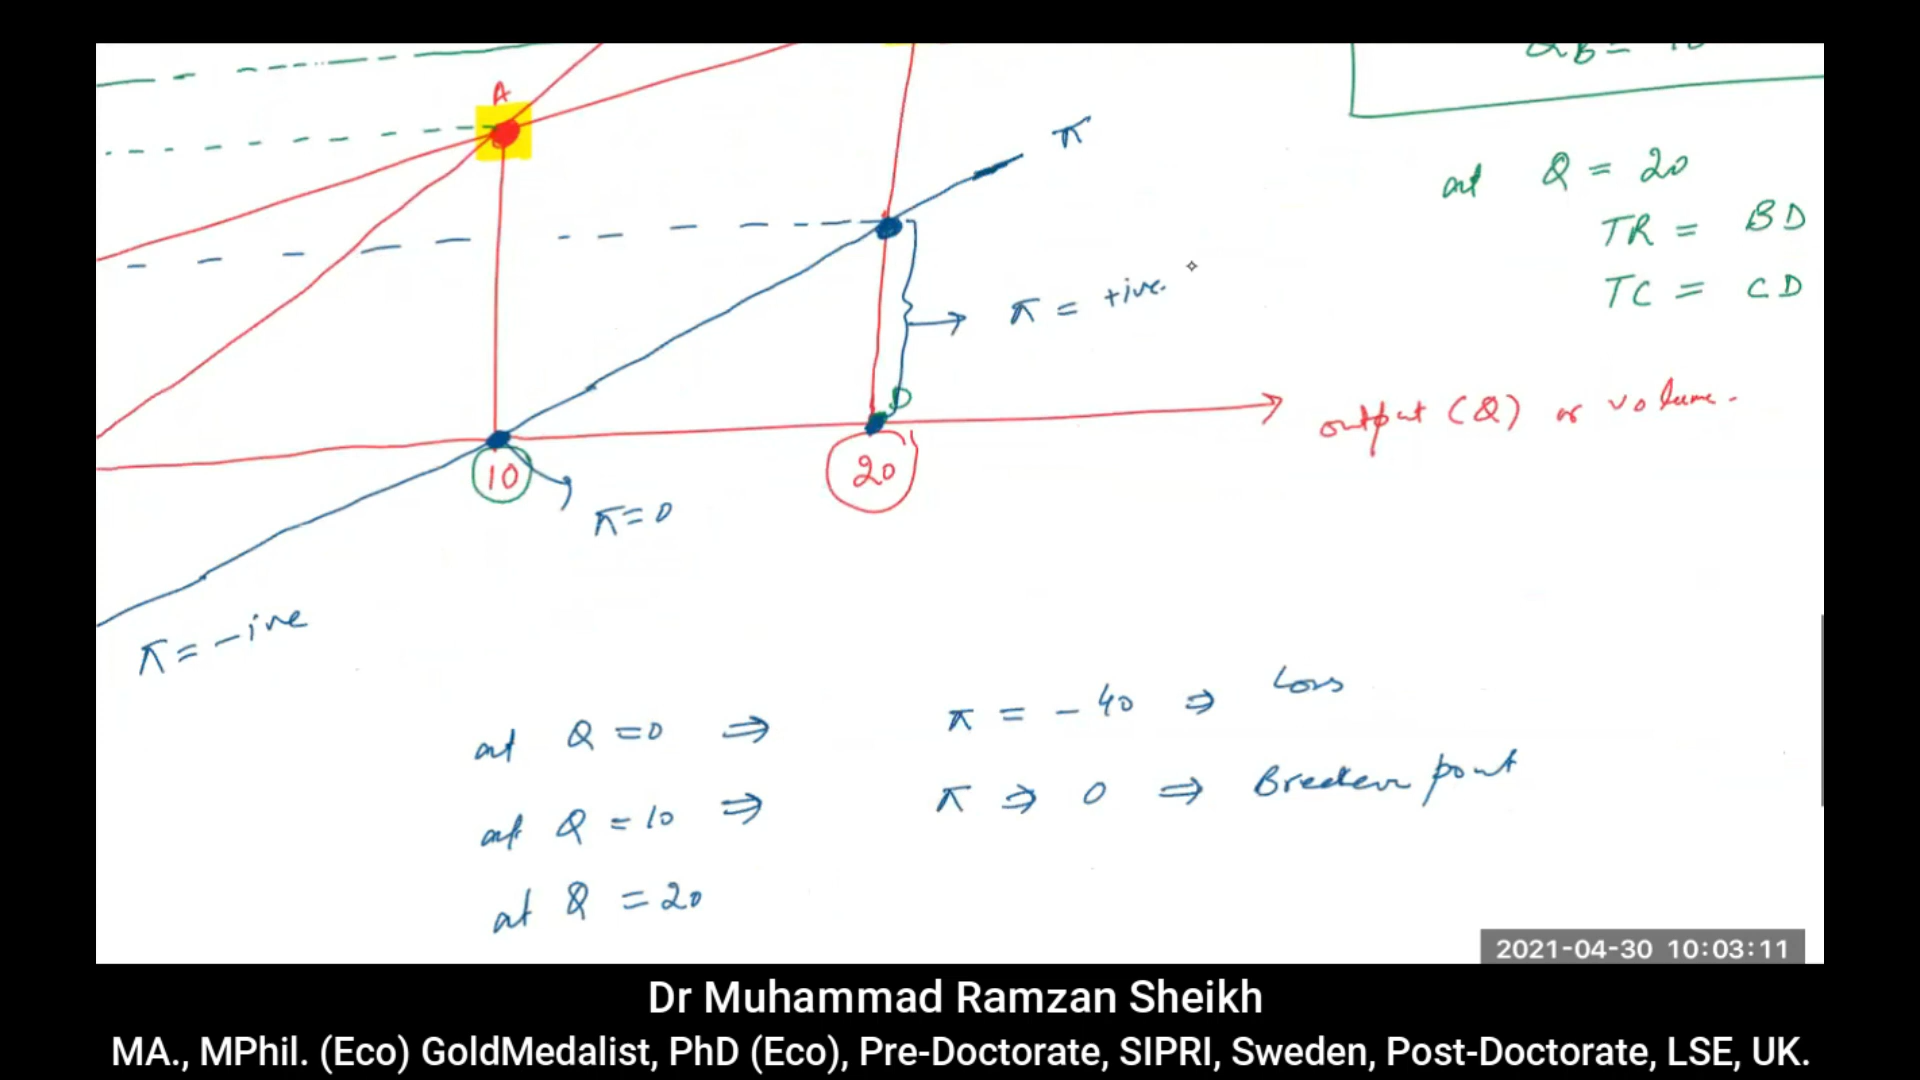 A
π
at Q = 20
TR = BD
TC = CD
π = +ive.
D
output (Q) or volume.
10
20
π=0
π = -ive
at Q =0 ⇒ π = - 40 ⇒ Loss
at Q = 10 ⇒ π ⇒ 0 ⇒ point
at Q = 20
2021-04-30 10:03:11
Dr Muhammad Ramzan Sheikh
MA., MPhil. (Eco) GoldMedalist, PhD (Eco), Pre-Doctorate, SIPRI, Sweden, Post-Doctorate, LSE, UK.